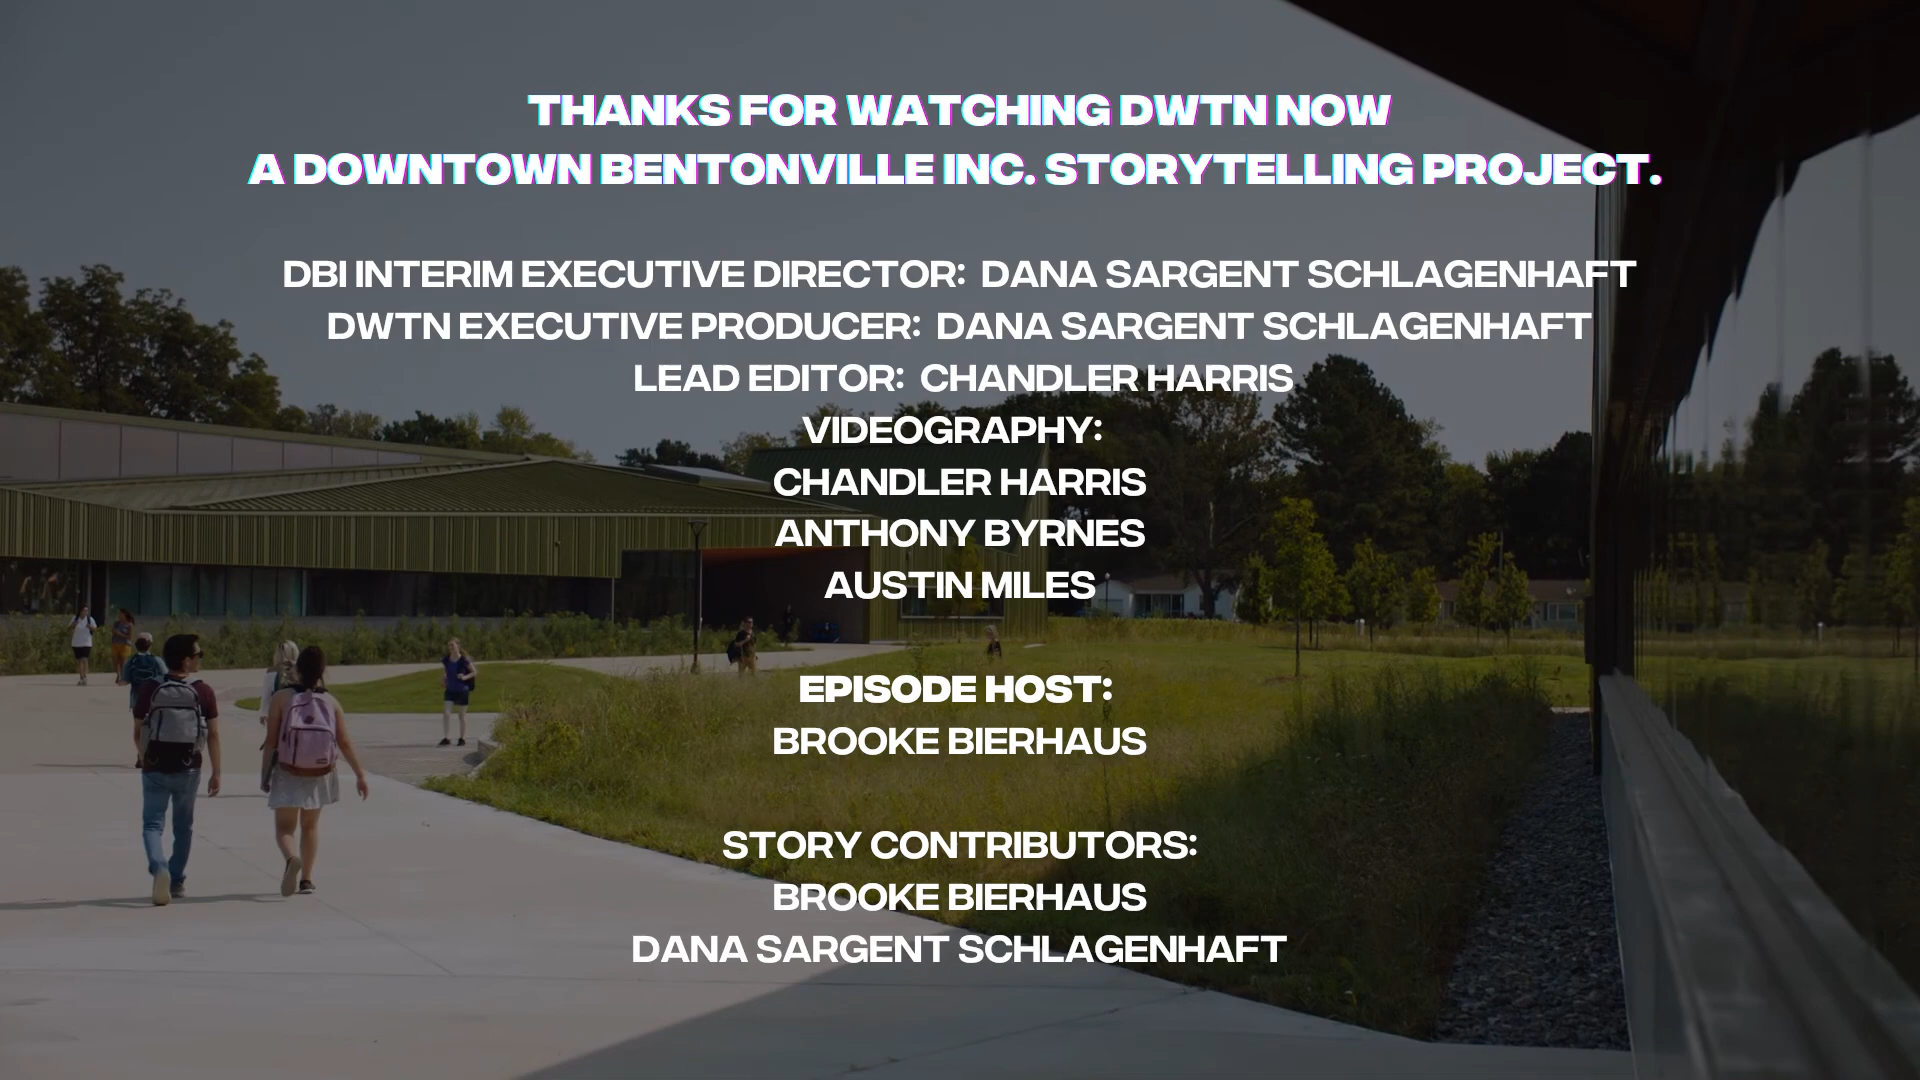 THANKS FOR WATCHING DWTN NOW
A DOWNTOWN BENTONVILLE INC. STORYTELLING PROJECT.
DBI INTERIM EXECUTIVE DIRECTOR: DANA SARGENT SCHLAGENHAFT
DWTN EXECUTIVE PRODUCER: DANA SARGENT SCHLAGENHAFT
LEAD EDITOR: CHANDLER HARRIS
VIDEOGRAPHY:
CHANDLER HARRIS
ANTHONY BYRNES
AUSTIN MILES
EPISODE HOST:
BROOKE BIERHAUS
STORY CONTRIBUTORS:
BROOKE BIERHAUS
DANA SARGENT SCHLAGENHAFT